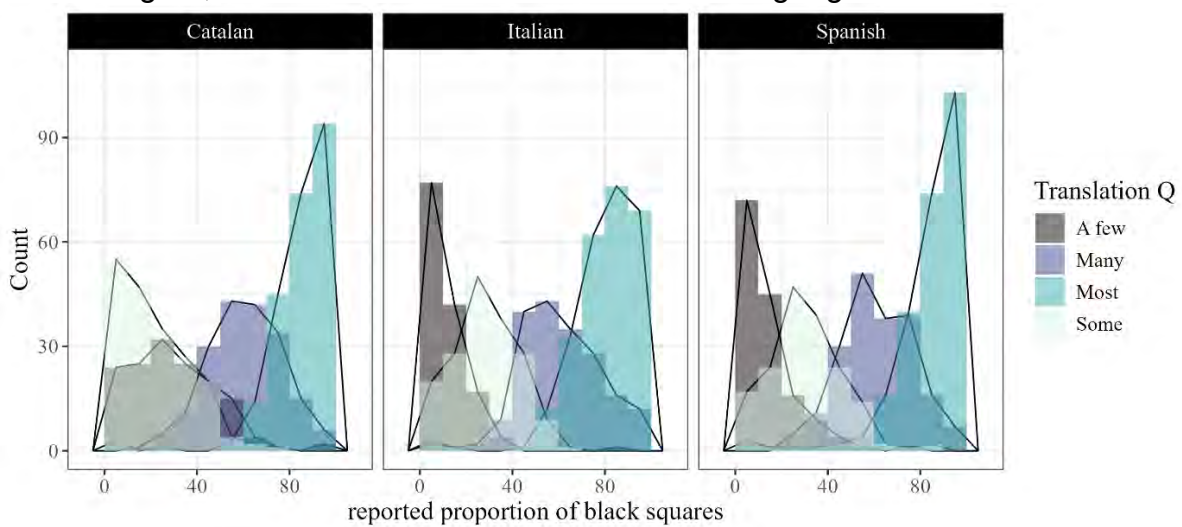 Catalan
Italian
Spanish
90
60
30
0
Count
0 40 80
0 40 80
0 40 80
reported proportion of black squares
Translation Q
A few
Many
Most
Some